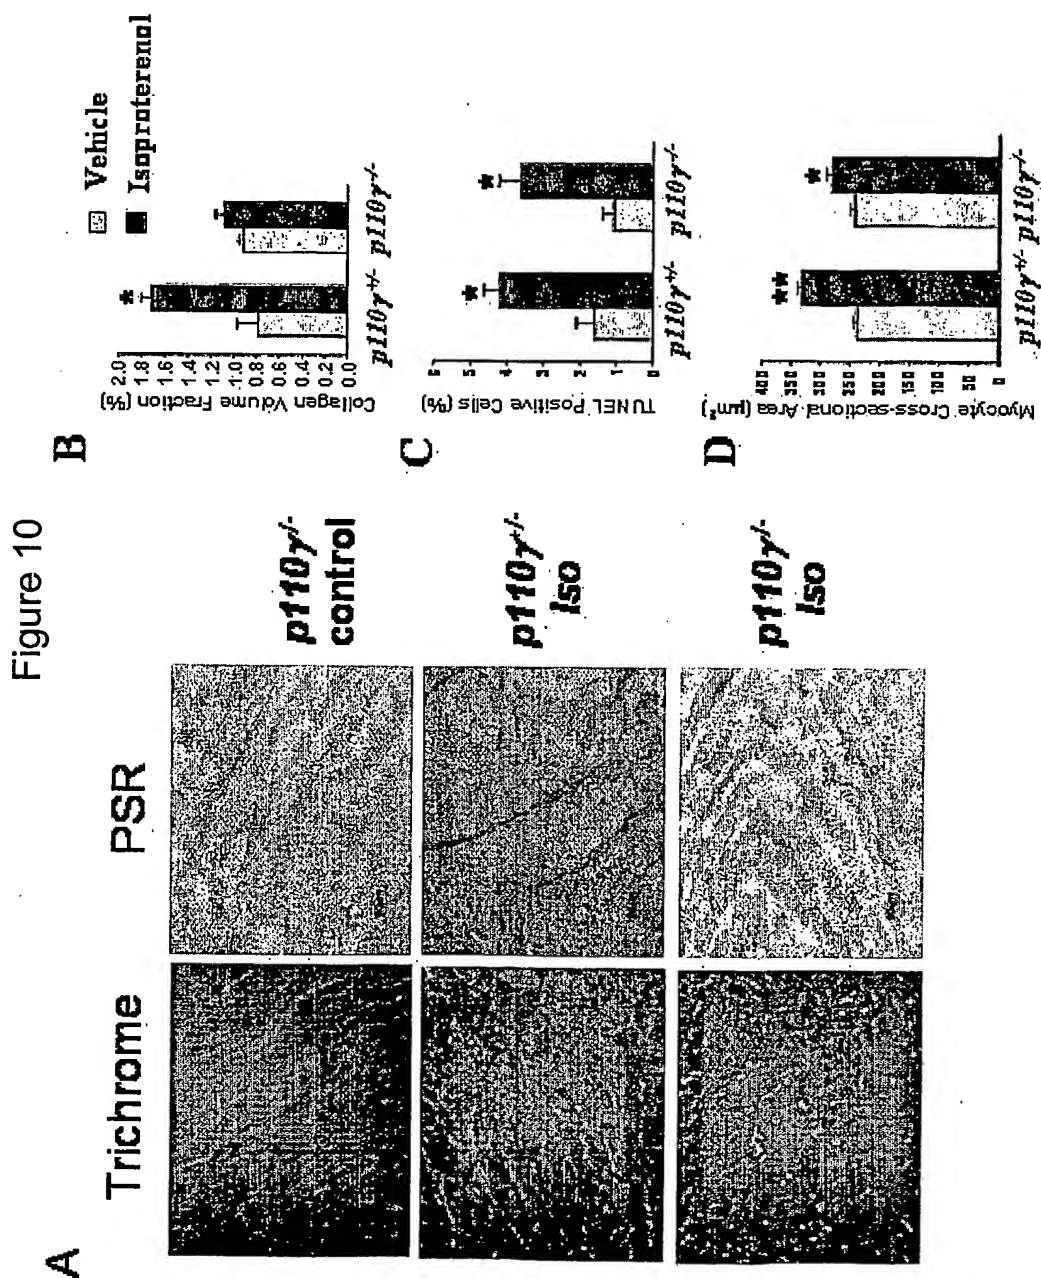 Figure 10
A
Trichrome
PSR
p110γ-/-
control
p110γ+/-
Iso
p110γ-/-
Iso
B
Vehicle
Isoproterenol
Collagen Volume Fraction (%)
2.0
1.8
1.6
1.4
1.2
1.0
0.8
0.6
0.4
0.2
0.0
*
p110γ+/- p110γ-/-
C
TUNEL Positive Cells (%)
6
5
4
3
2
1
0
* *
p110γ+/- p110γ-/-
D
Myocyte Cross-sectional Area (µm²)
400
350
300
250
200
150
100
50
0
** *
p110γ+/- p110γ-/-